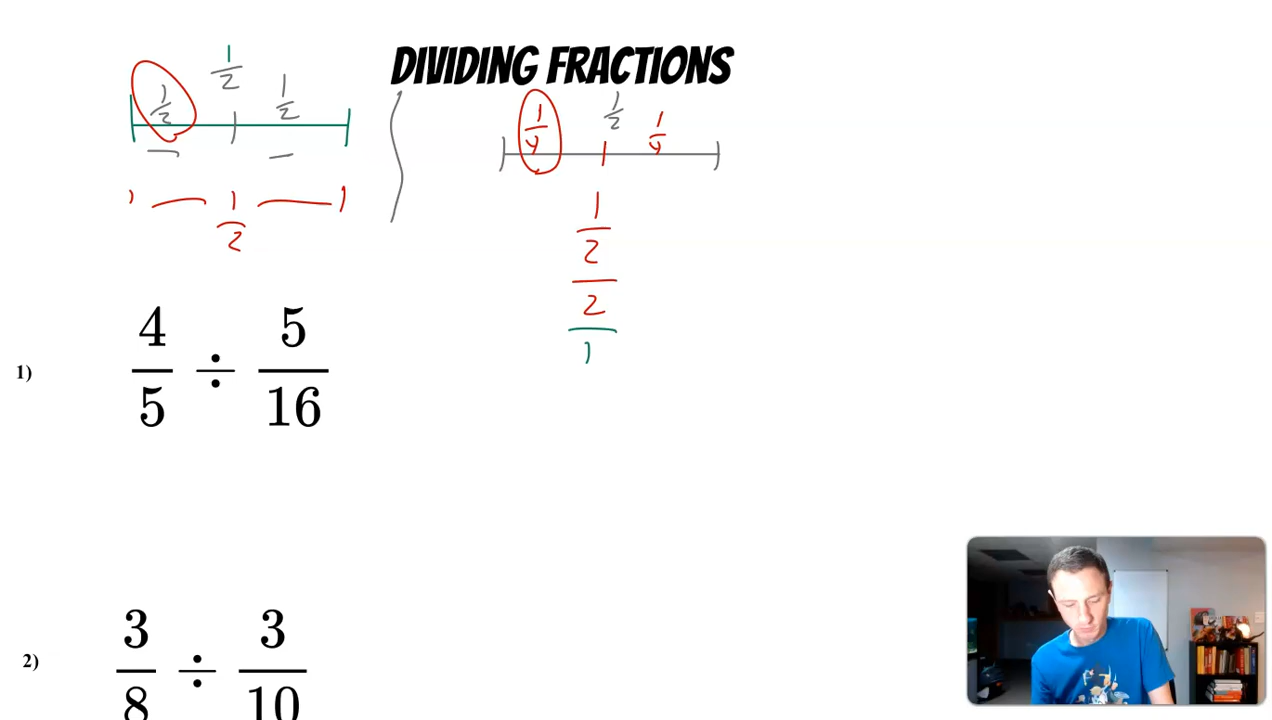 DIVIDING FRACTIONS
1/2
1/2 1/2
1 1/2 1
1/2
1/4 1/4
1
2
2
1
1) 4/5 ÷ 5/16
2) 3/8 ÷ 3/10